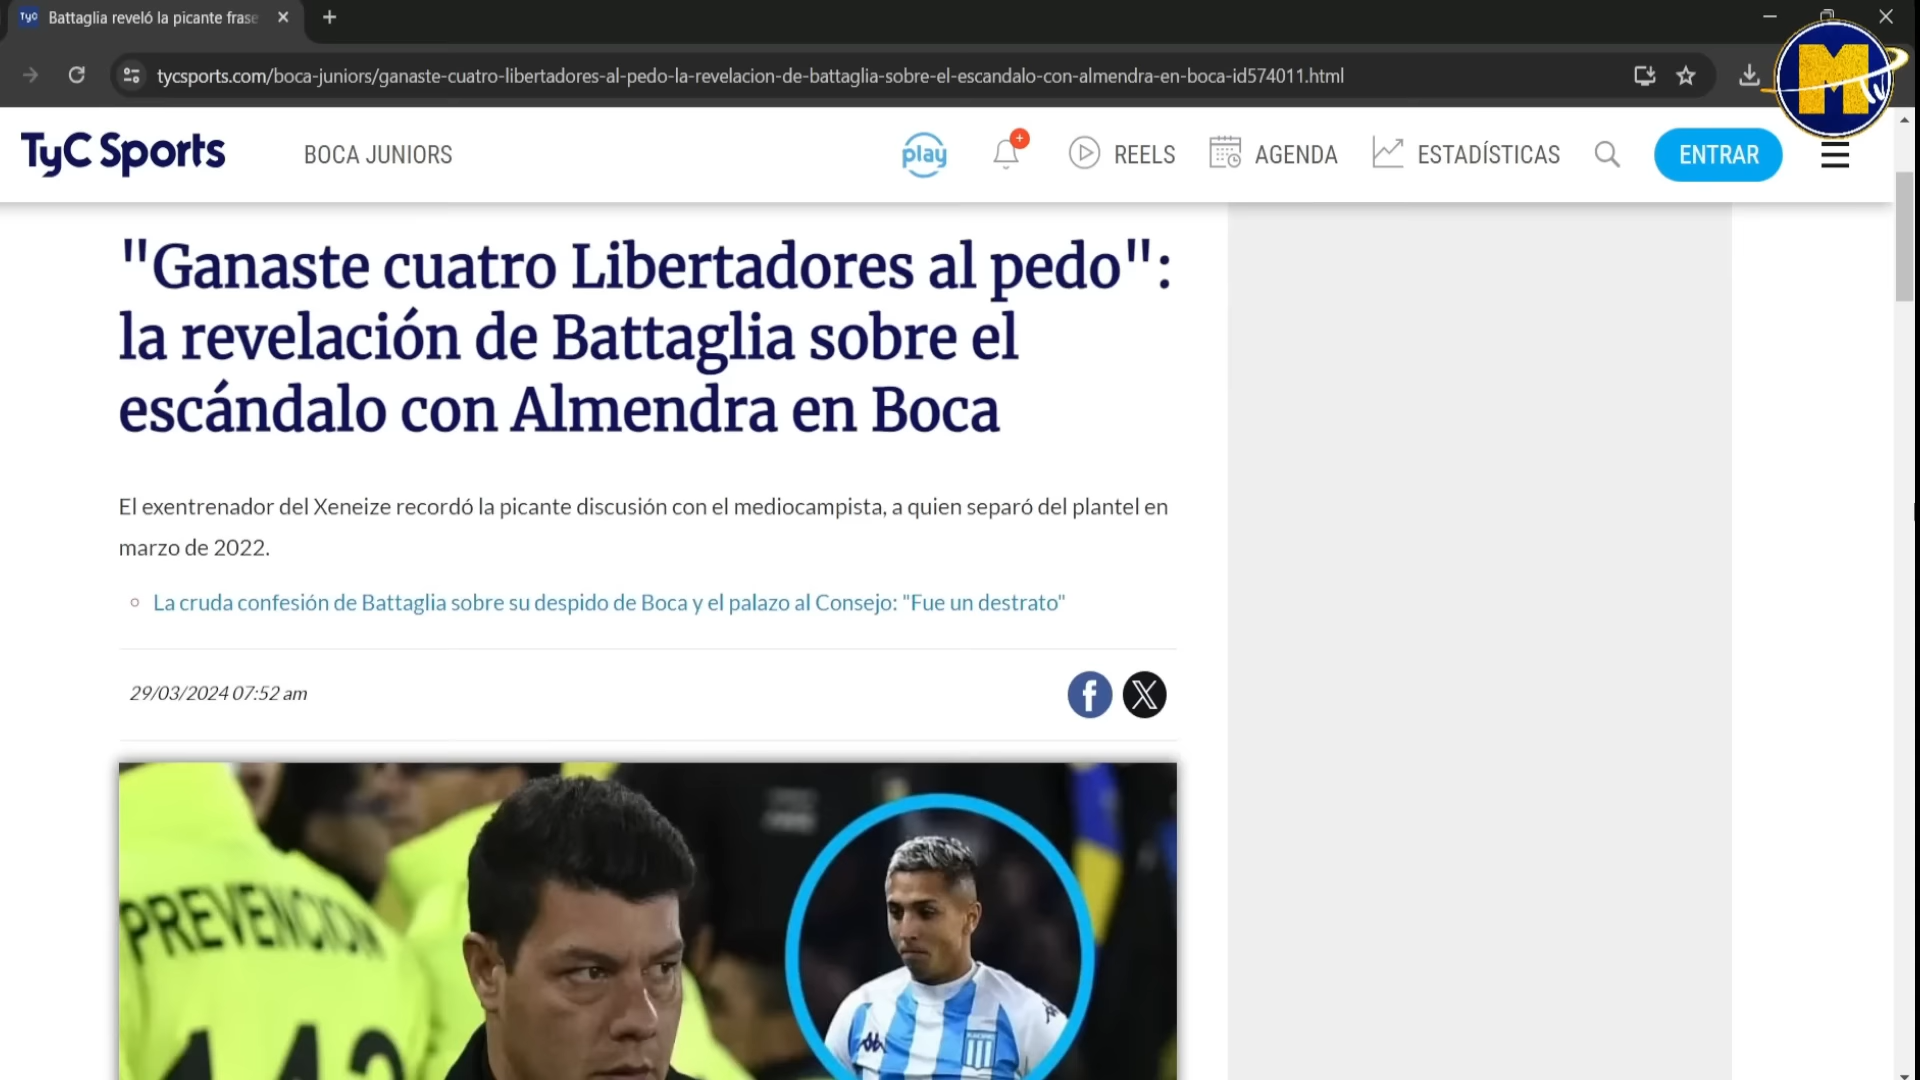 TyC Battaglia reveló la picante frase
tycsports.com/boca-juniors/ganaste-cuatro-libertadores-al-pedo-la-revelacion-de-battaglia-sobre-el-escandalo-con-almendra-en-boca-id574011.html
M
TyC Sports
BOCA JUNIORS
play
REELS
AGENDA
ESTADÍSTICAS
ENTRAR
"Ganaste cuatro Libertadores al pedo":
la revelación de Battaglia sobre el
escándalo con Almendra en Boca
El exentrenador del Xeneize recordó la picante discusión con el mediocampista, a quien separó del plantel en
marzo de 2022.
La cruda confesión de Battaglia sobre su despido de Boca y el palazo al Consejo: "Fue un destrato"
29/03/2024 07:52 am
PREVENCION